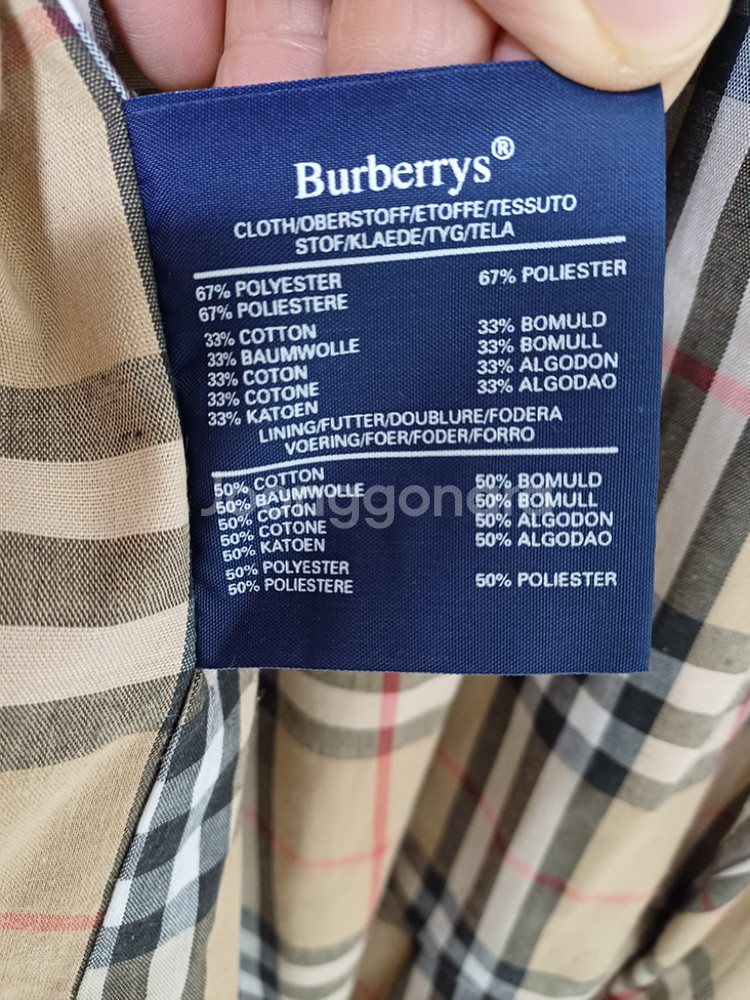 Burberrys®
CLOTH/OBERSTOFF/ETOFFE/TESSUTO
STOF/KLAEDE/TYG/TELA
67% POLYESTER
67% POLIESTERE
67% POLIESTER
33% COTTON
33% BAUMWOLLE
33% COTON
33% COTONE
33% KATOEN
33% BOMULD
33% BOMULL
33% ALGODON
33% ALGODAO
LINING/FUTTER/DOUBLURE/FODERA
VOERING/FOER/FODER/FORRO
50% COTTON
50% BAUMWOLLE
50% COTON
50% COTONE
50% KATOEN
50% BOMULD
50% BOMULL
50% ALGODON
50% ALGODAO
50% POLYESTER
50% POLIESTERE
50% POLIESTER